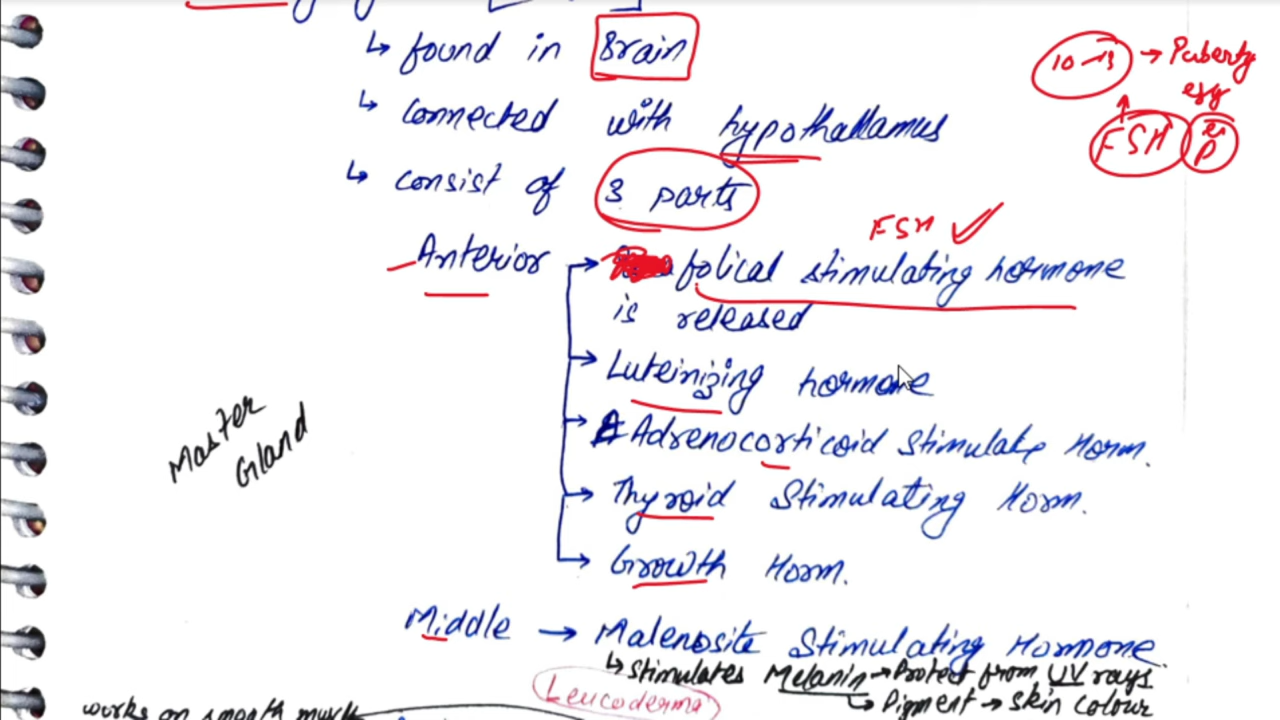 ↳ found in Brain
↳ connected with hypothallamus
↳ consist of 3 parts
10-13 → Puberty
egg
FSH
FSH ✓
Anterior → folical stimulating hormone
is released
→ Luteinizing hormone
→ Adrenocorticoid Stimulate Horm.
→ Thyroid Stimulating Horm.
→ Growth Horm.
Master
Gland
Middle → Malenosite Stimulating Hormone
↳ Stimulates Melanin → Protect from UV rays
↳ Pigment → Skin Colour
Leucoderma
works on smooth muscle